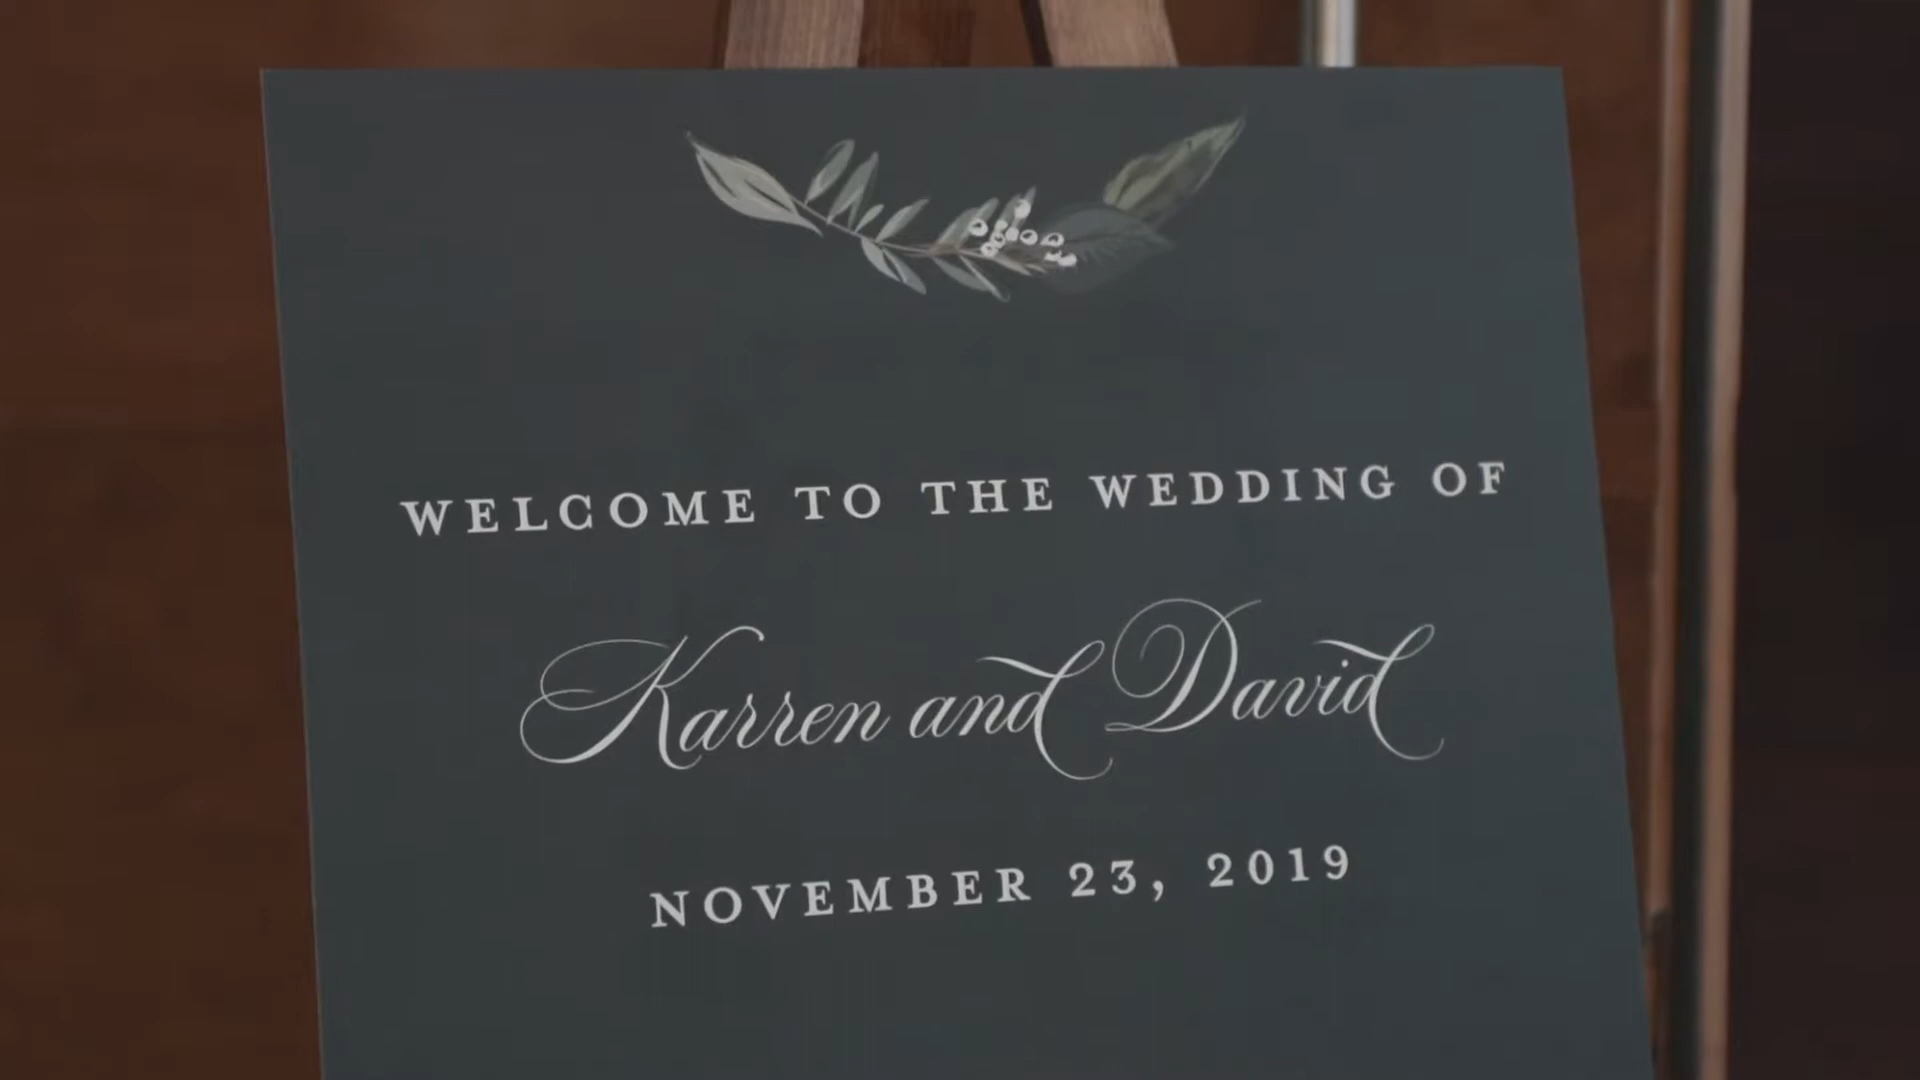 WELCOME TO THE WEDDING OF
Karren and David
NOVEMBER 23, 2019